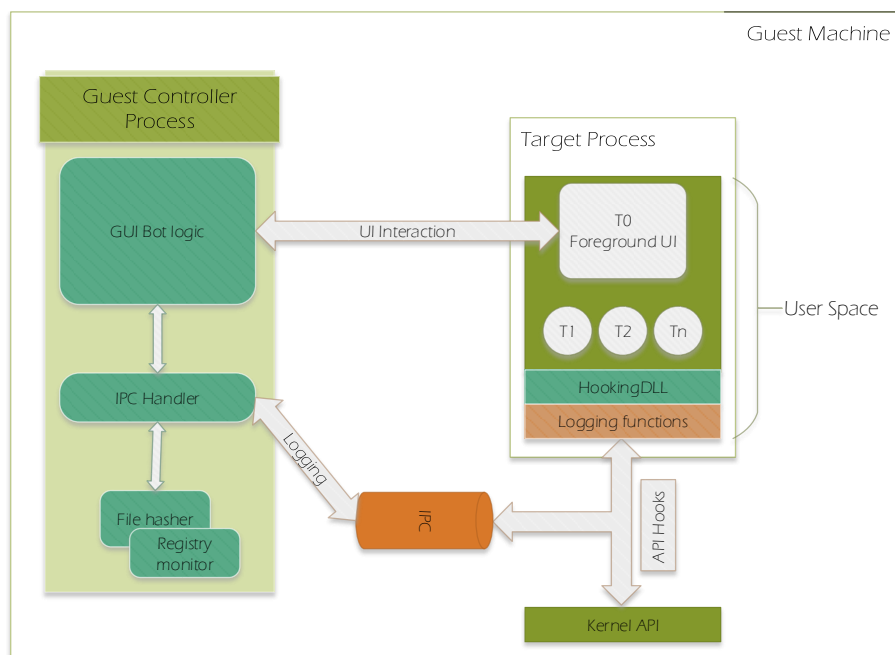 Guest Machine
Guest Controller
Process
Target Process
GUI Bot logic
UI Interaction
T0
Foreground UI
User Space
T1
T2
Tn
IPC Handler
HookingDLL
Logging functions
Logging
File hasher
Registry
monitor
IPC
API Hooks
Kernel API